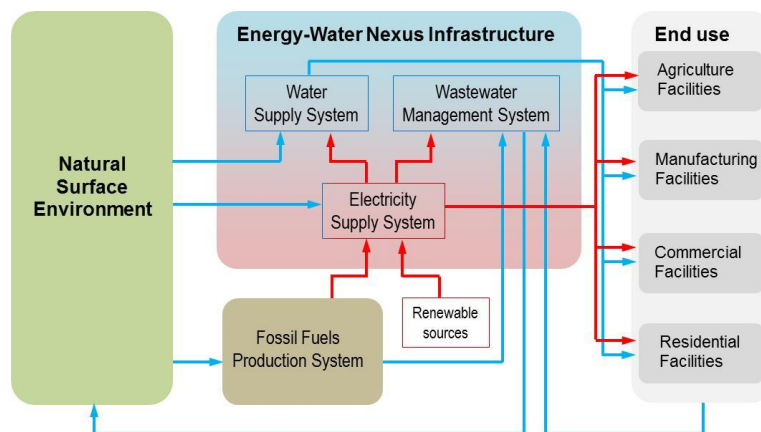 Energy-Water Nexus Infrastructure
End use
Water
Supply System
Wastewater
Management System
Agriculture
Facilities
Natural
Surface
Environment
Manufacturing
Facilities
Electricity
Supply System
Commercial
Facilities
Fossil Fuels
Production System
Renewable
sources
Residential
Facilities